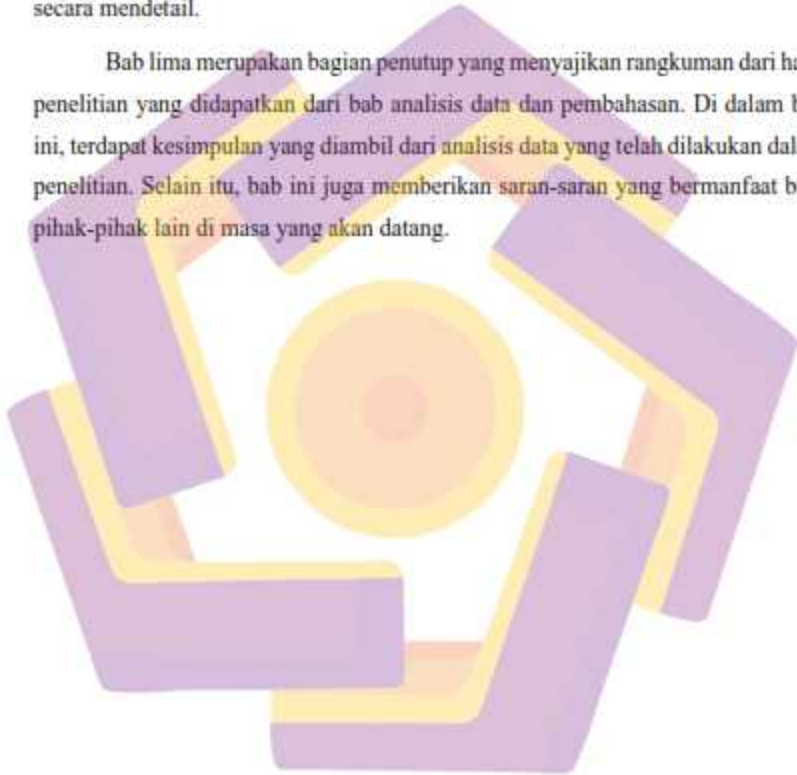 secara mendetail.
Bab lima merupakan bagian penutup yang menyajikan rangkuman dari ha
penelitian yang didapatkan dari bab analisis data dan pembahasan. Di dalam b
ini, terdapat kesimpulan yang diambil dari analisis data yang telah dilakukan dal
penelitian. Selain itu, bab ini juga memberikan saran-saran yang bermanfaat b
pihak-pihak lain di masa yang akan datang.